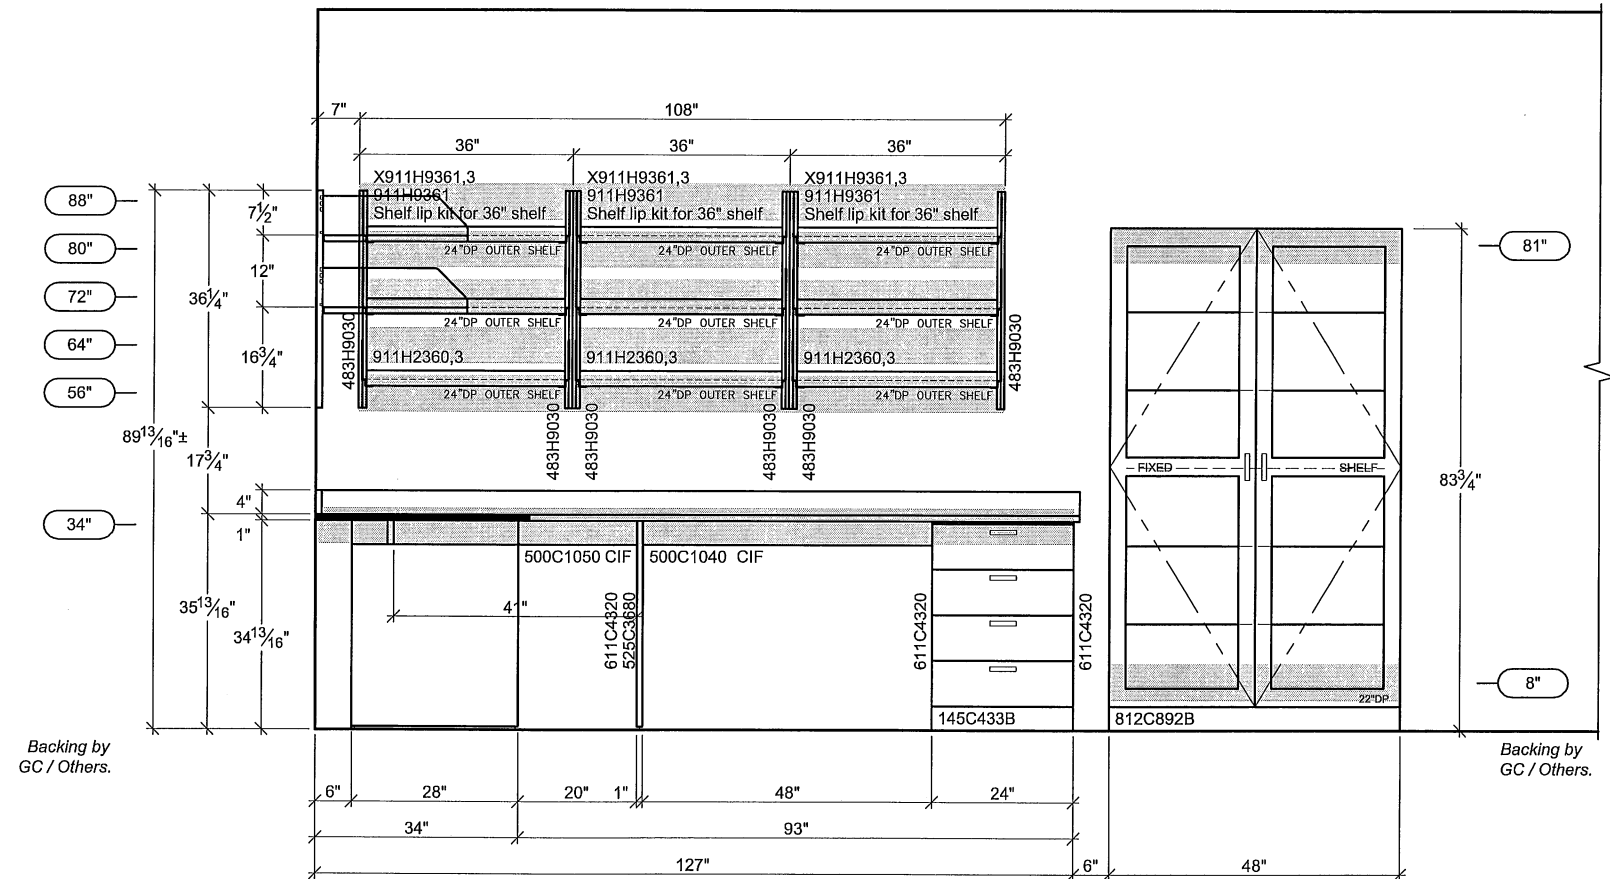 7" 108"
36" 36" 36"
X911H9361,3 X911H9361,3 X911H9361,3
88" 911H9361 911H9361 911H9361
7½" Shelf lip kit for 36" shelf Shelf lip kit for 36" shelf Shelf lip kit for 36" shelf
80" 24"DP OUTER SHELF 24"DP OUTER SHELF 24"DP OUTER SHELF 81"
12"
72" 36¼"
24"DP OUTER SHELF 24"DP OUTER SHELF 24"DP OUTER SHELF
64" 16¾" 483H9030 911H2360,3 911H2360,3 911H2360,3 483H9030
56" 24"DP OUTER SHELF 24"DP OUTER SHELF 24"DP OUTER SHELF
89 13/16"±
17¾" 483H9030 483H9030 483H9030 483H9030
FIXED SHELF
83¾"
4"
34" 1"
500C1050 CIF 500C1040 CIF
35 13/16" 41" 611C4320 525C3680 611C4320 611C4320
34 13/16"
8"
22"DP
145C433B 812C892B
Backing by
GC / Others.
Backing by
GC / Others.
6" 28" 20" 1" 48" 24"
34" 93"
127" 6" 48"